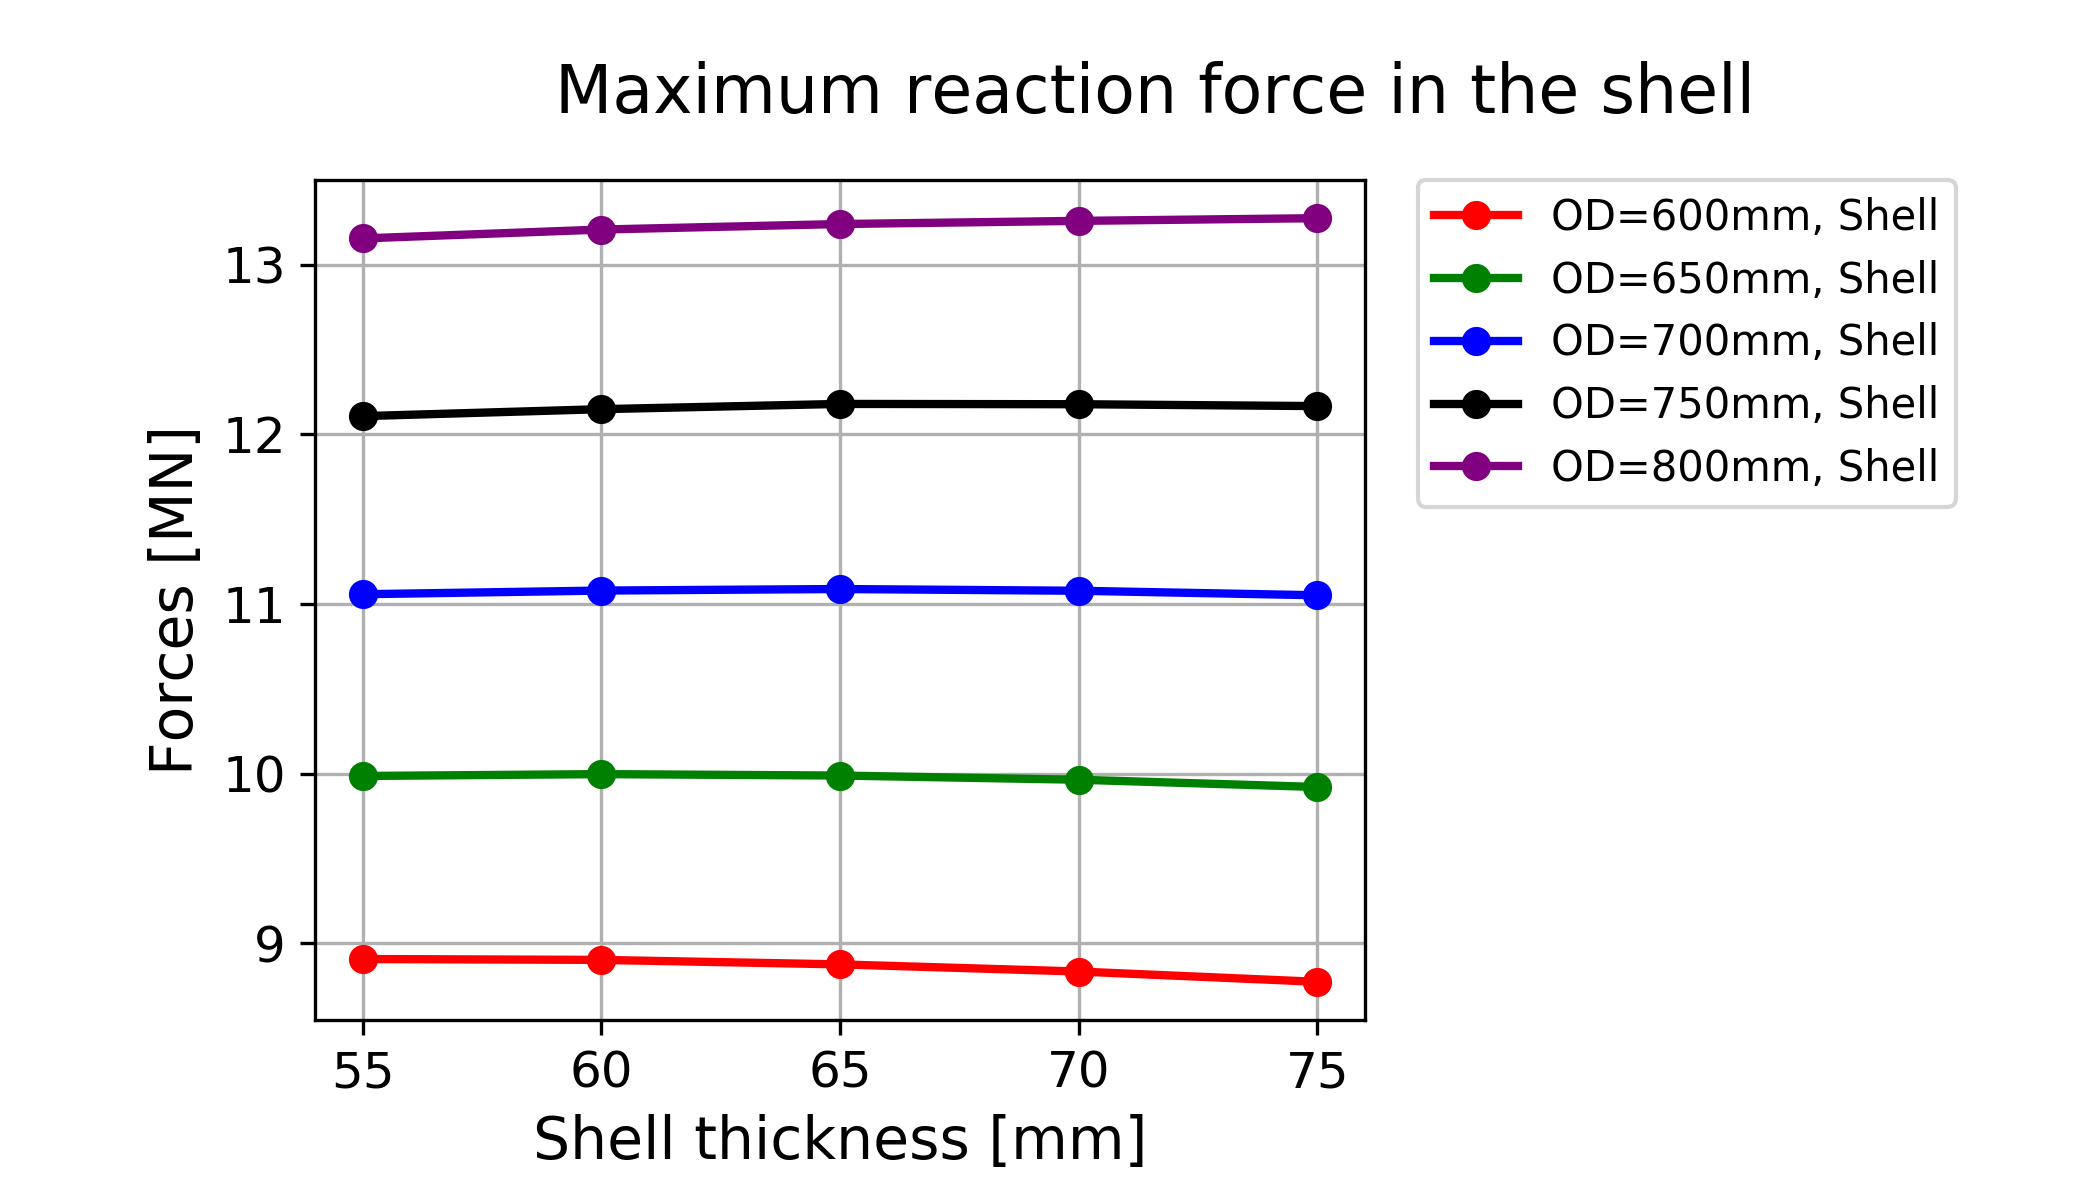 Maximum reaction force in the shell
Forces [MN]
13
12
11
10
9
55 60 65 70 75
Shell thickness [mm]
OD=600mm, Shell
OD=650mm, Shell
OD=700mm, Shell
OD=750mm, Shell
OD=800mm, Shell